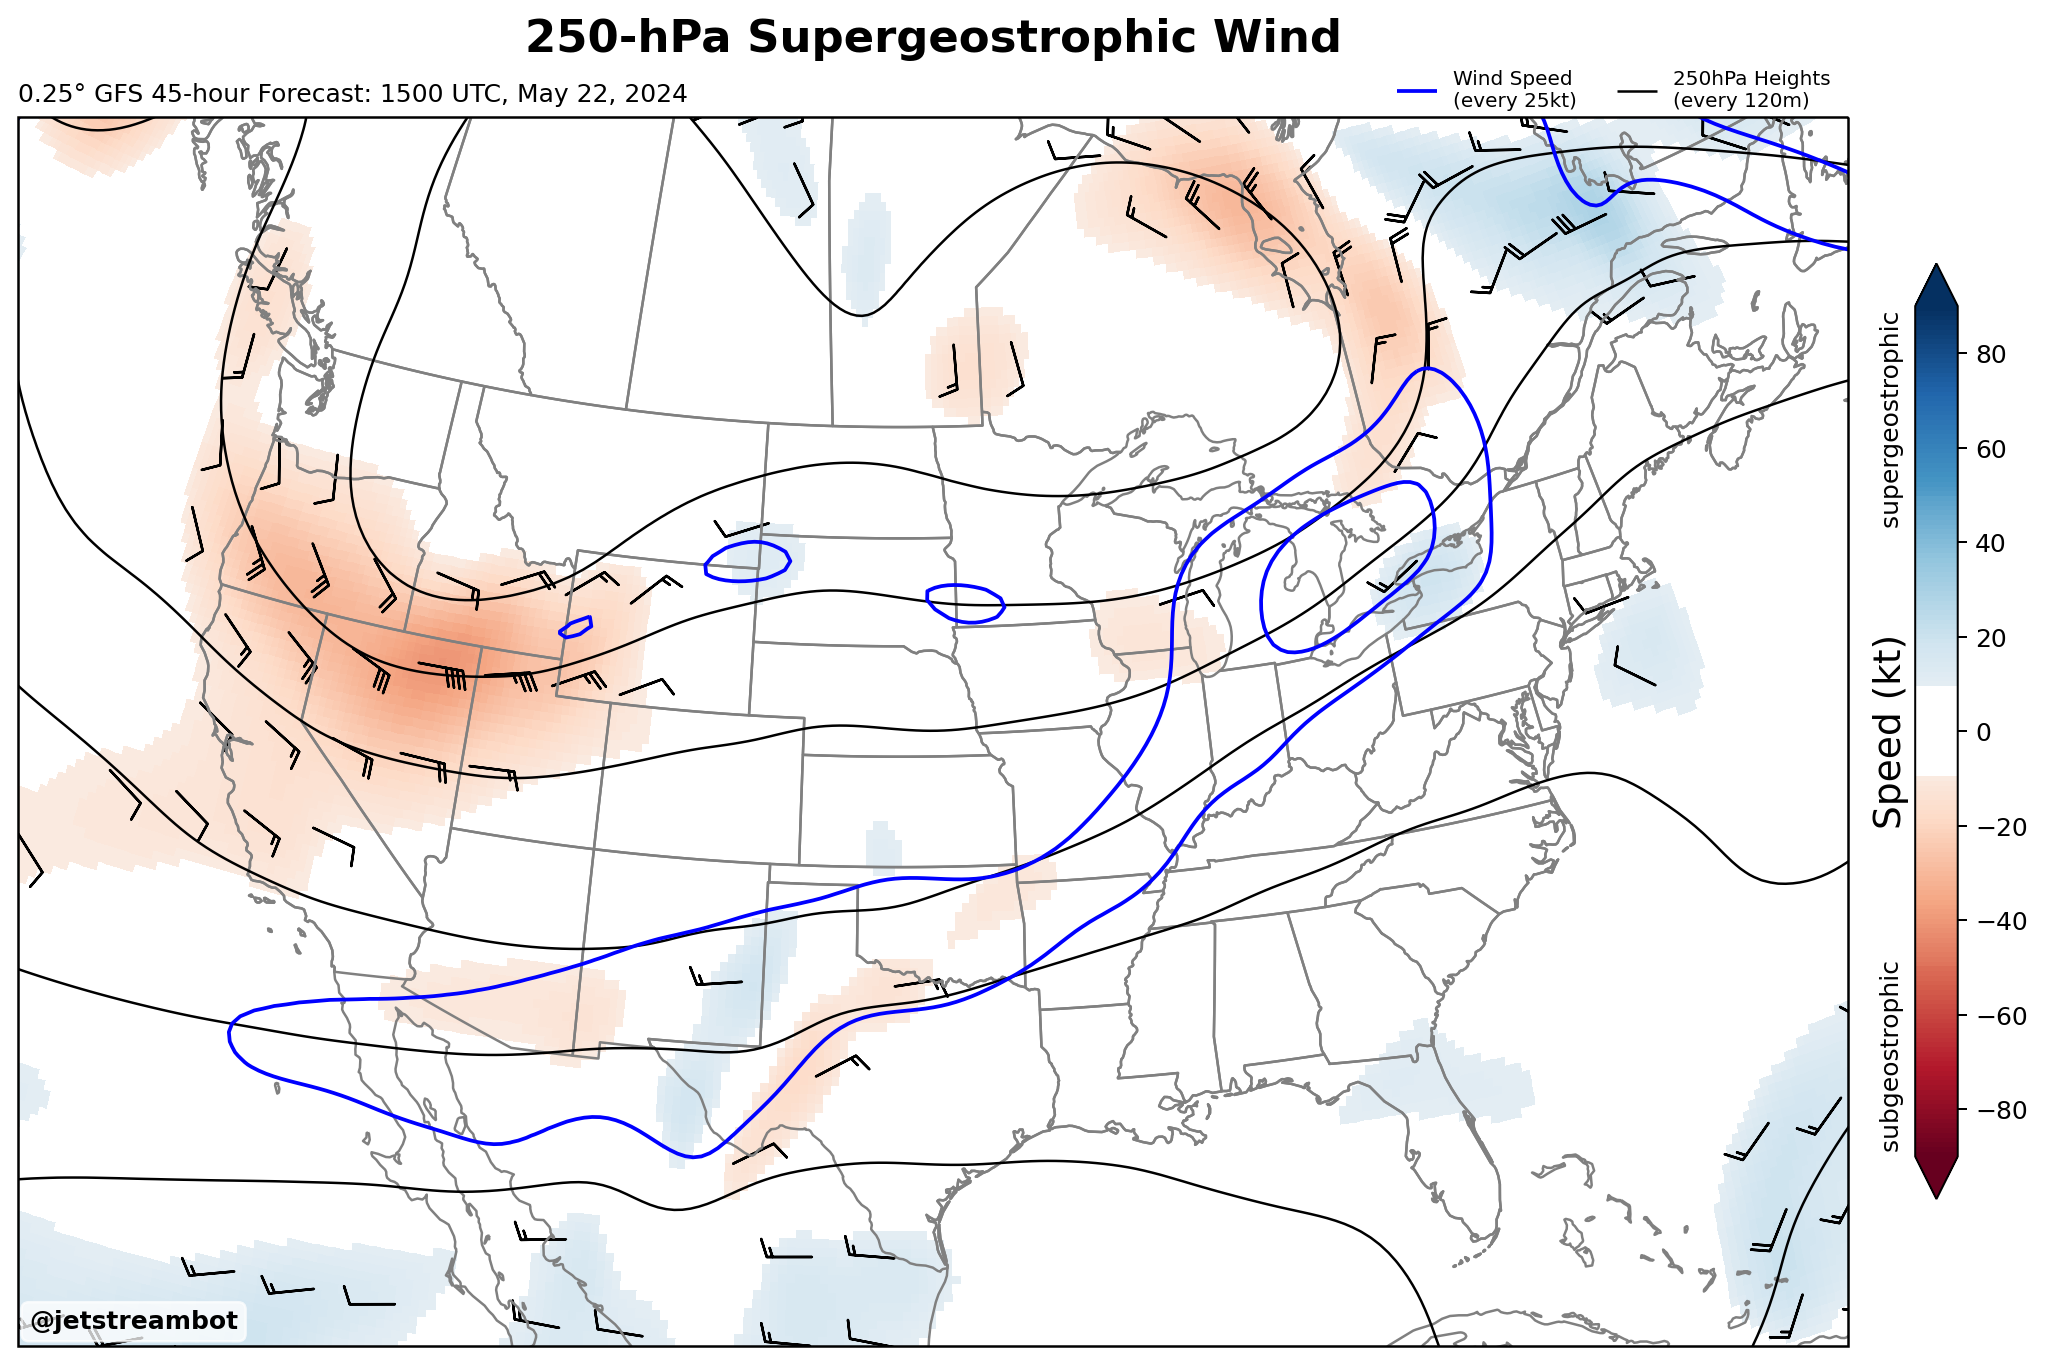 250-hPa Supergeostrophic Wind
0.25° GFS 45-hour Forecast: 1500 UTC, May 22, 2024
Wind Speed
(every 25kt)
250hPa Heights
(every 120m)
supergeostrophic
Speed (kt)
subgeostrophic
80
60
40
20
0
−20
−40
−60
−80
@jetstreambot